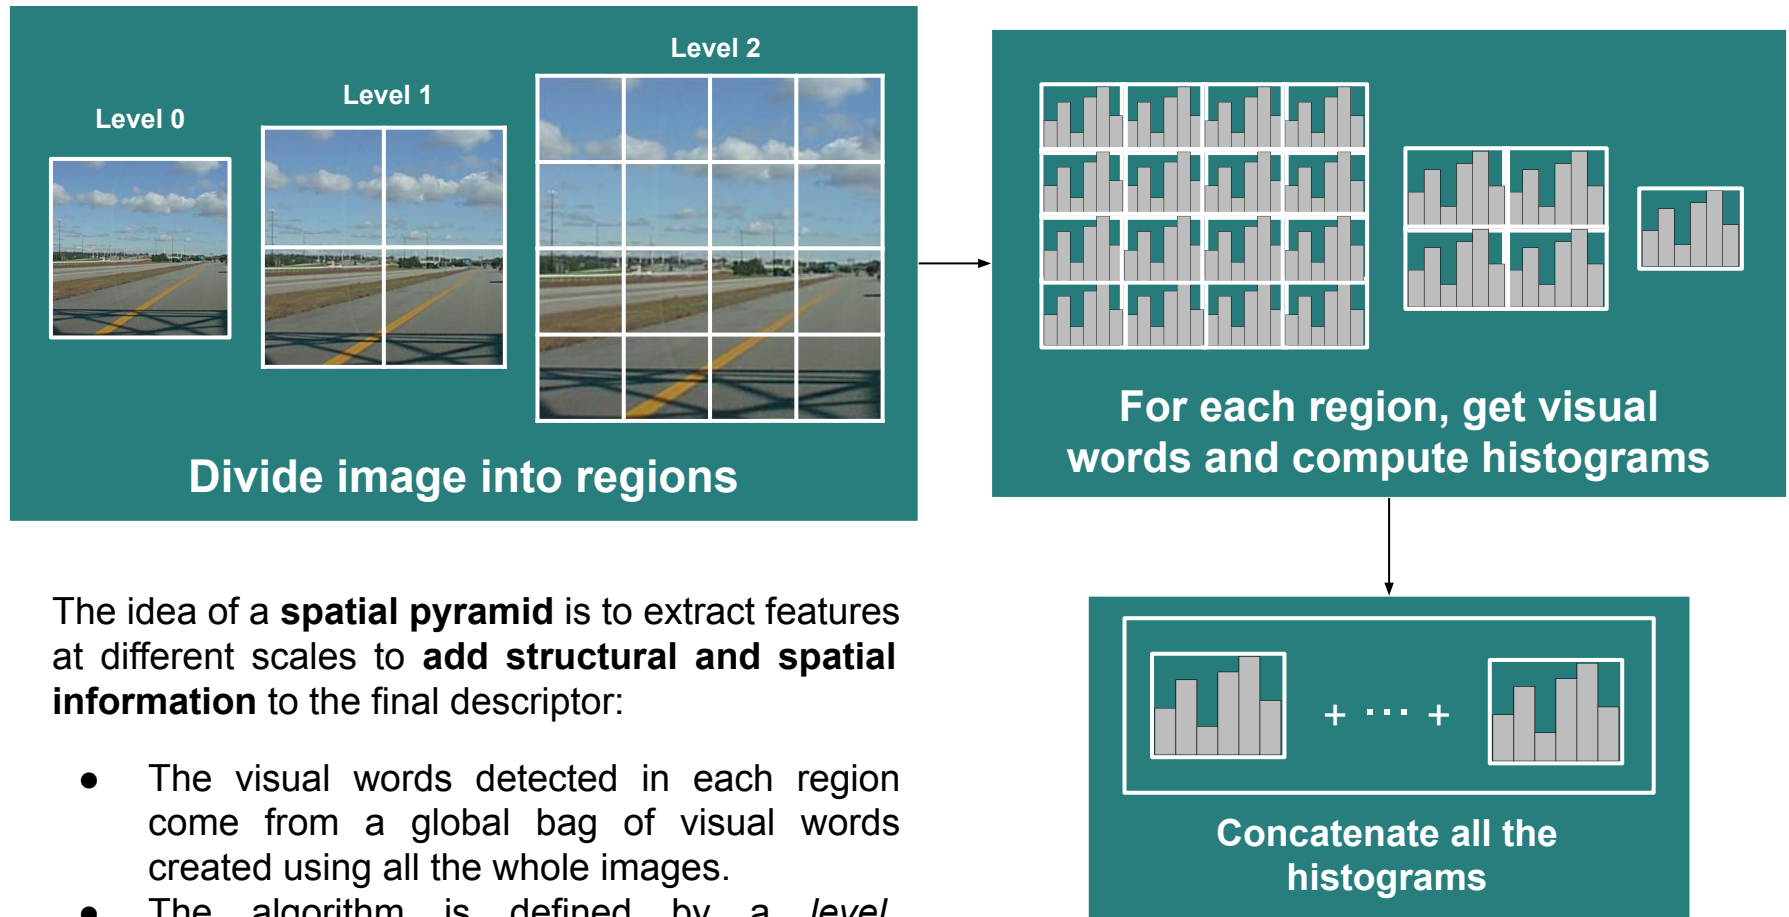 Level 0
Level 1
Level 2
Divide image into regions
For each region, get visual
words and compute histograms
The idea of a spatial pyramid is to extract features
at different scales to add structural and spatial
information to the final descriptor:
● The visual words detected in each region
come from a global bag of visual words
created using all the whole images.
● The algorithm is defined by a level,
+ ... +
Concatenate all the
histograms